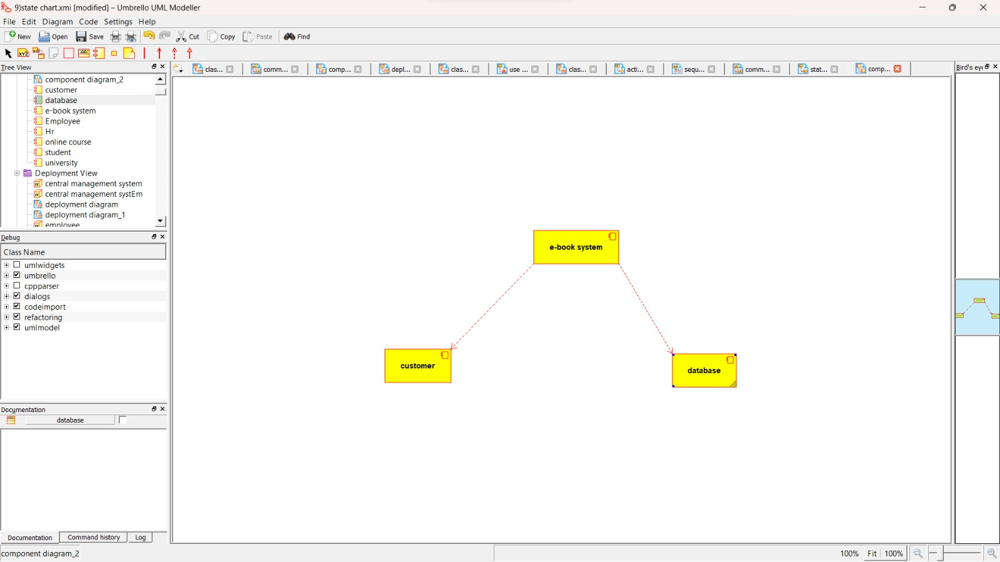 9)state chart.xmi [modified] – Umbrello UML Modeller
File Edit Diagram Code Settings Help
New Open Save Cut Copy Paste Find
Tree View
clas... comm... comp... depl... clas... use ... clas... acti... sequ... comm... stat... comp...
Bird's eye
component diagram_2
customer
database
e-book system
Employee
Hr
online course
student
university
Deployment View
central management system
central management systEm
deployment diagram
deployment diagram_1
employee
Debug
Class Name
umlwidgets
umbrello
cppparser
dialogs
codeimport
refactoring
umlmodel
Documentation
database
Documentation Command history Log
e-book system
customer
database
component diagram_2
100% Fit 100%